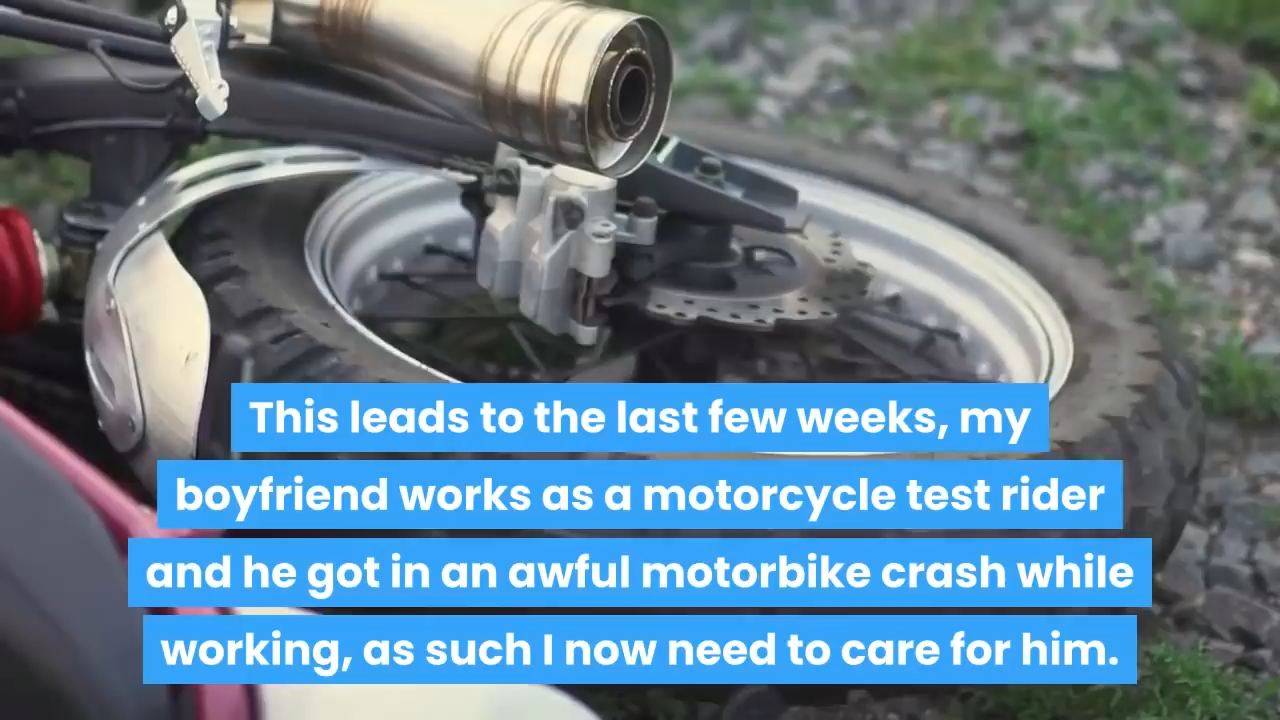 This leads to the last few weeks, my
boyfriend works as a motorcycle test rider
and he got in an awful motorbike crash while
working, as such I now need to care for him.